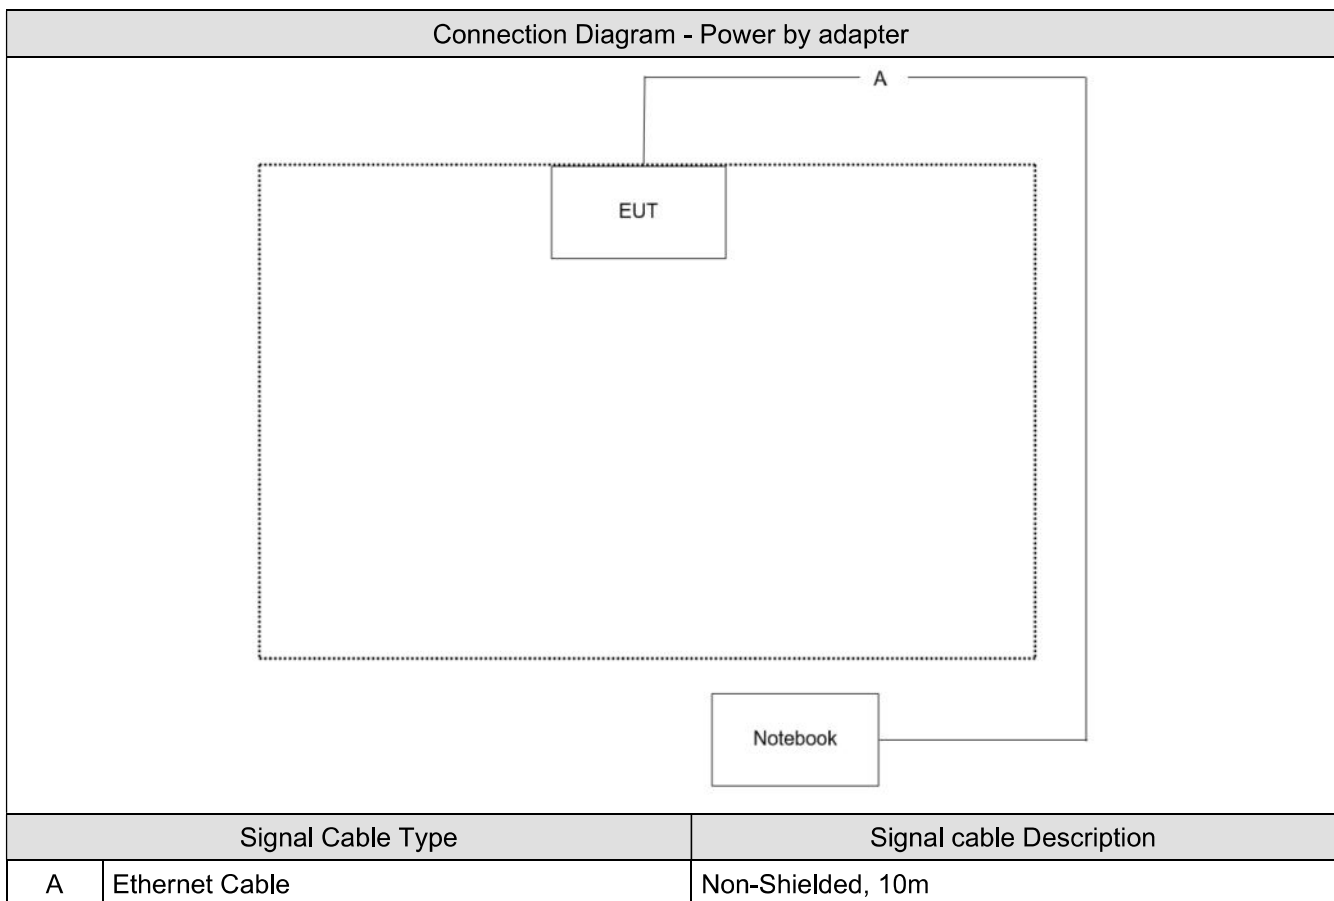 Connection Diagram - Power by adapter
A
EUT
Notebook
Signal Cable Type Signal cable Description
A Ethernet Cable Non-Shielded, 10m